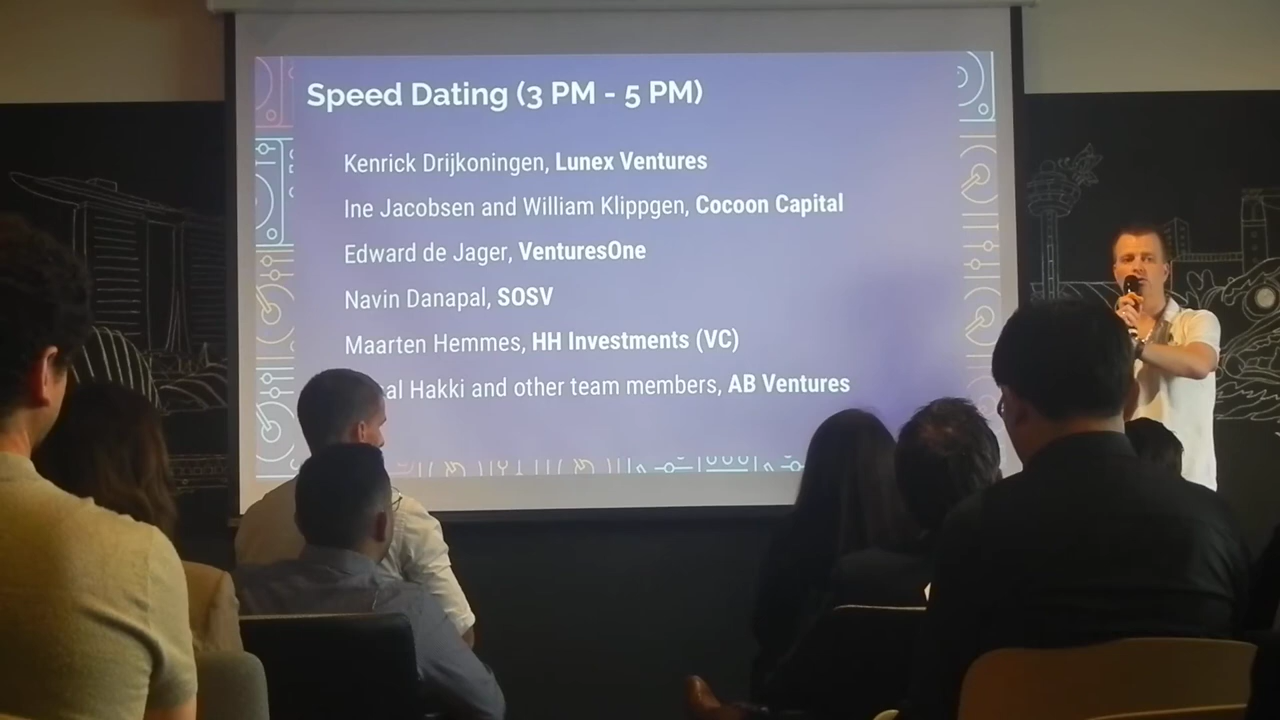 Speed Dating (3 PM - 5 PM)
Kenrick Drijkoningen, Lunex Ventures
Ine Jacobsen and William Klippgen, Cocoon Capital
Edward de Jager, VenturesOne
Navin Danapal, SOSV
Maarten Hemmes, HH Investments (VC)
Hakki and other team members, AB Ventures